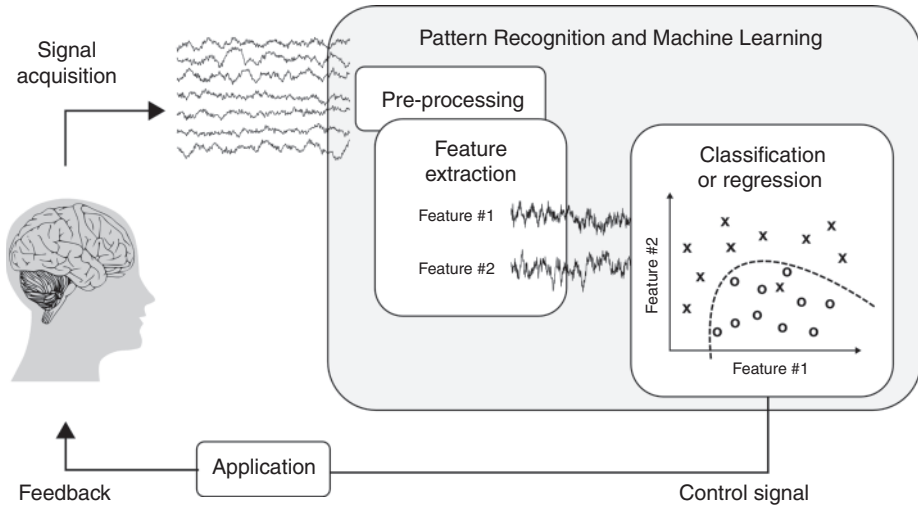 Signal
acquisition
Pattern Recognition and Machine Learning
Pre-processing
Feature
extraction
Feature #1
Feature #2
Classification
or regression
Feature #2
x x x x x x x x x x x
o o o o o o o o o o o
Feature #1
Application
Feedback
Control signal